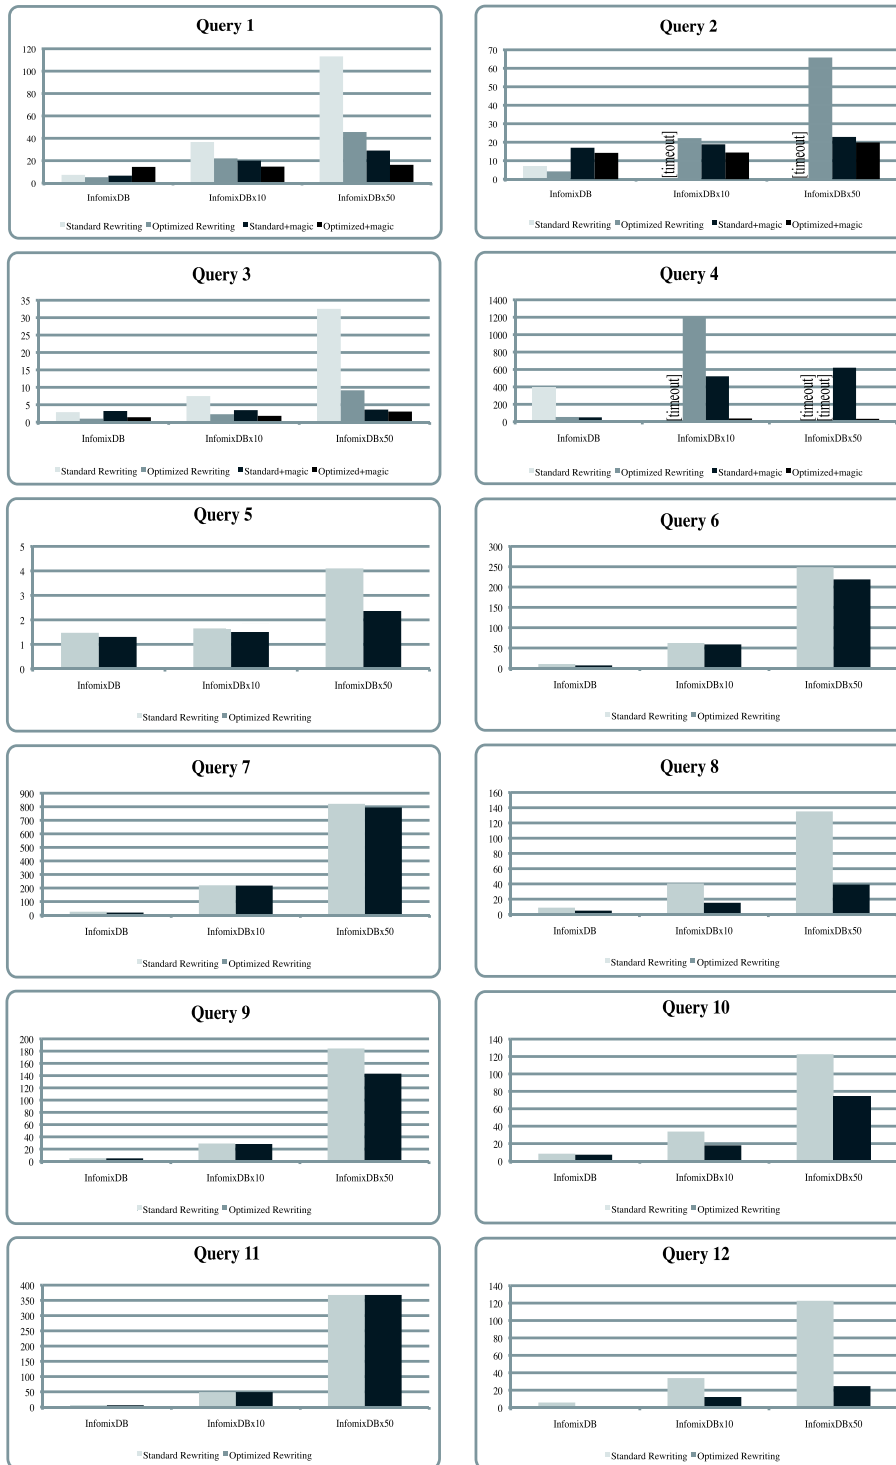 Query 1
120
100
80
60
40
20
0
InfomixDB InfomixDBx10 InfomixDBx50
Standard Rewriting Optimized Rewriting Standard+magic Optimized+magic
Query 2
70
60
50
40
30
20
10
0
[timeout] [timeout]
InfomixDB InfomixDBx10 InfomixDBx50
Standard Rewriting Optimized Rewriting Standard+magic Optimized+magic
Query 3
35
30
25
20
15
10
5
0
InfomixDB InfomixDBx10 InfomixDBx50
Standard Rewriting Optimized Rewriting Standard+magic Optimized+magic
Query 4
1400
1200
1000
800
600
400
200
0
[timeout] [timeout] [timeout]
InfomixDB InfomixDBx10 InfomixDBx50
Standard Rewriting Optimized Rewriting Standard+magic Optimized+magic
Query 5
5
4
3
2
1
0
InfomixDB InfomixDBx10 InfomixDBx50
Standard Rewriting Optimized Rewriting
Query 6
300
250
200
150
100
50
0
InfomixDB InfomixDBx10 InfomixDBx50
Standard Rewriting Optimized Rewriting
Query 7
900
800
700
600
500
400
300
200
100
0
InfomixDB InfomixDBx10 InfomixDBx50
Standard Rewriting Optimized Rewriting
Query 8
160
140
120
100
80
60
40
20
0
InfomixDB InfomixDBx10 InfomixDBx50
Standard Rewriting Optimized Rewriting
Query 9
200
180
160
140
120
100
80
60
40
20
0
InfomixDB InfomixDBx10 InfomixDBx50
Standard Rewriting Optimized Rewriting
Query 10
140
120
100
80
60
40
20
0
InfomixDB InfomixDBx10 InfomixDBx50
Standard Rewriting Optimized Rewriting
Query 11
400
350
300
250
200
150
100
50
0
InfomixDB InfomixDBx10 InfomixDBx50
Standard Rewriting Optimized Rewriting
Query 12
140
120
100
80
60
40
20
0
InfomixDB InfomixDBx10 InfomixDBx50
Standard Rewriting Optimized Rewriting